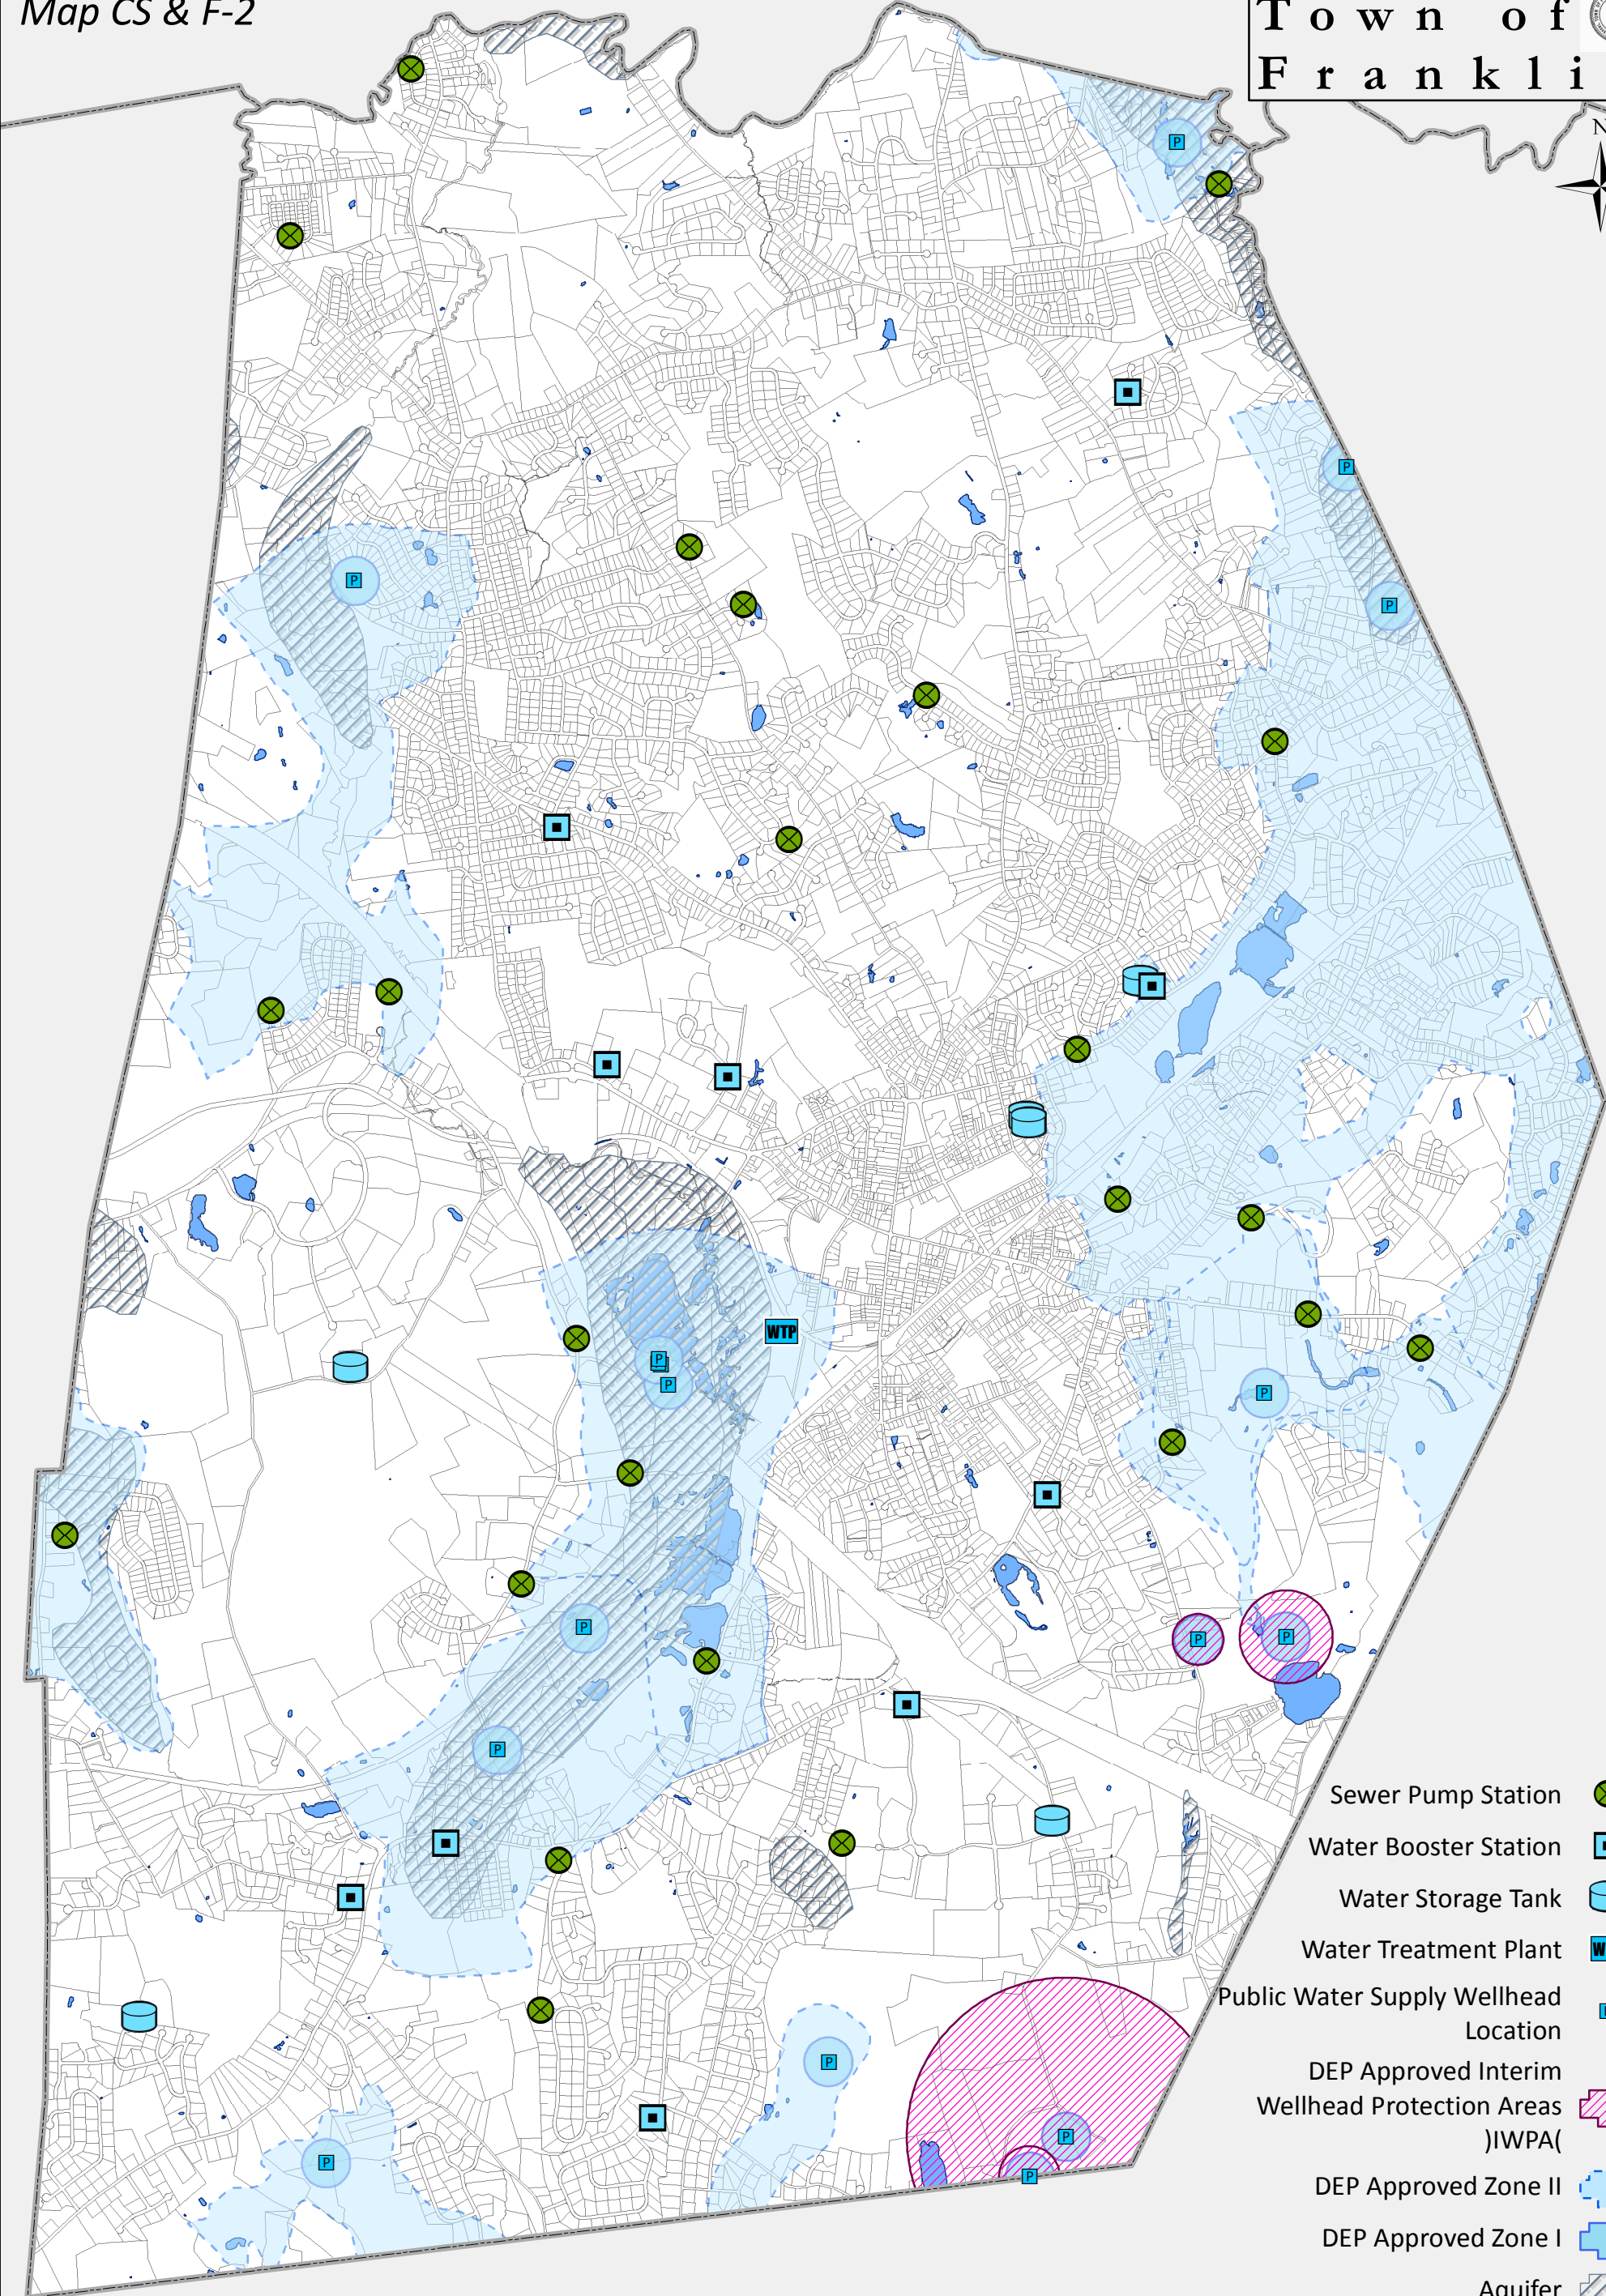 Map CS & F-2
Town of
Frankli
N
P
P
P
P
P
P
P
WTP
P
P
P
P
P
P
P
P
P
Sewer Pump Station
Water Booster Station
Water Storage Tank
Water Treatment Plant
W
Public Water Supply Wellhead
Location
DEP Approved Interim
Wellhead Protection Areas
)IWPA(
DEP Approved Zone II
DEP Approved Zone I
Aquifer